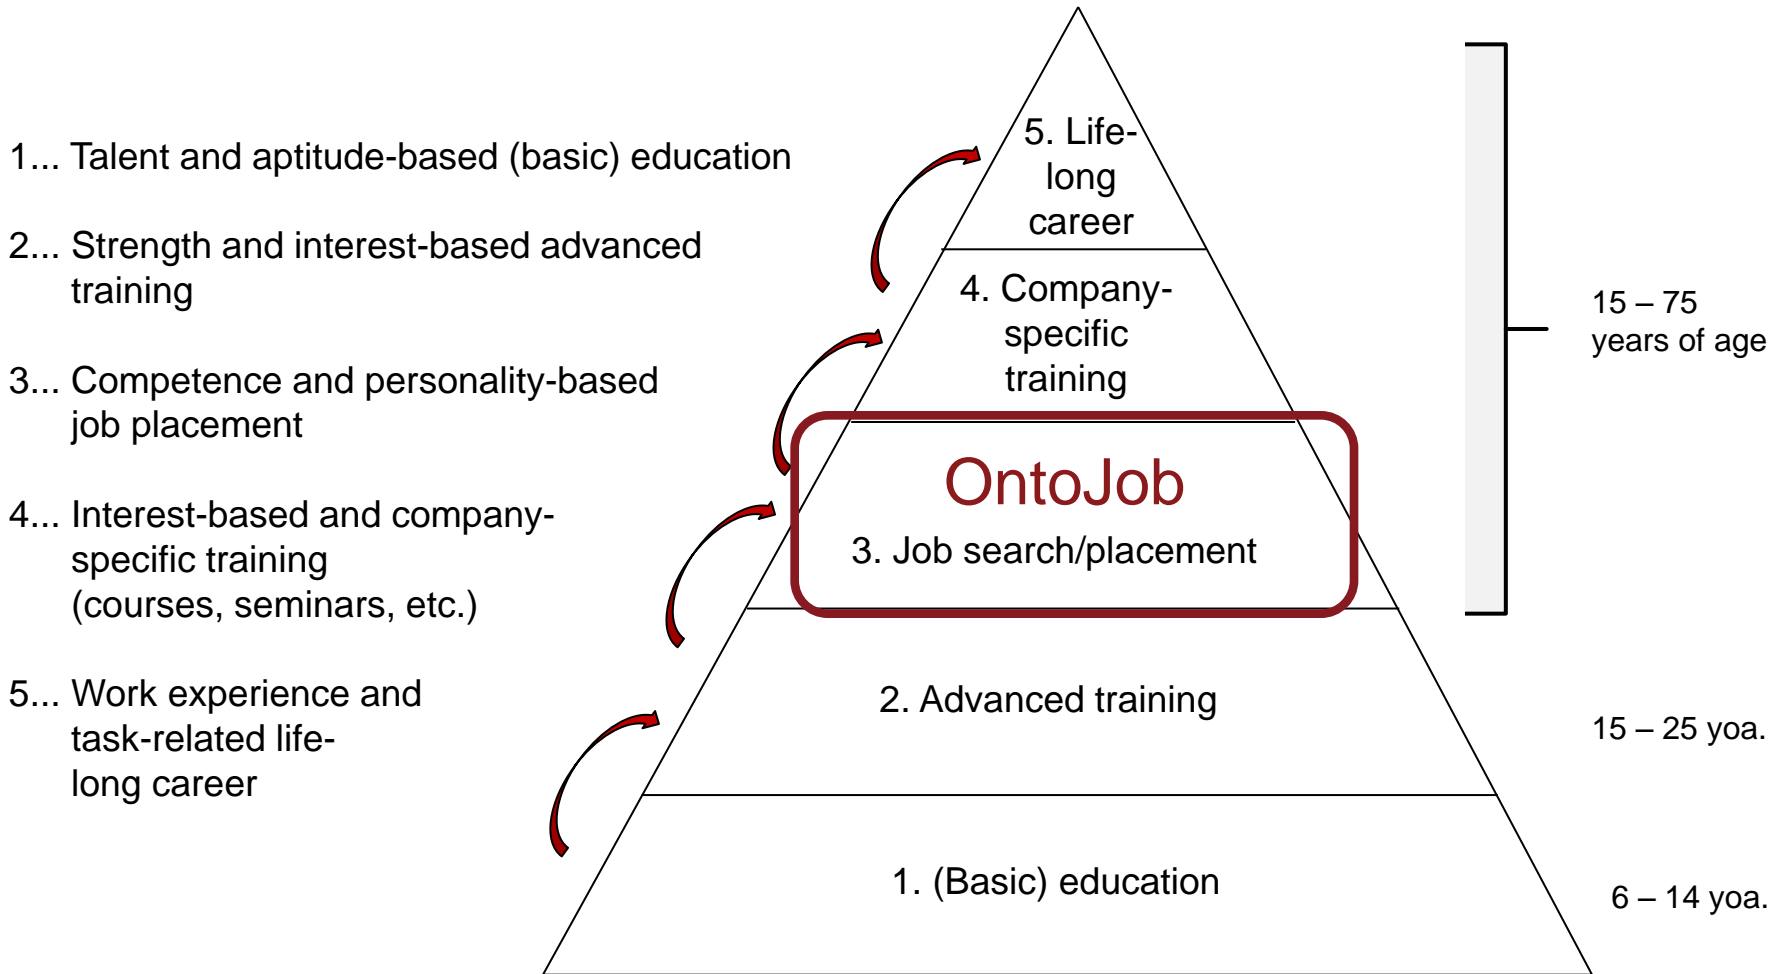 1... Talent and aptitude-based (basic) education
2... Strength and interest-based advanced
training
3... Competence and personality-based
job placement
4... Interest-based and company-
specific training
(courses, seminars, etc.)
5... Work experience and
task-related life-
long career
5. Life-
long
career
4. Company-
specific
training
OntoJob
3. Job search/placement
2. Advanced training
1. (Basic) education
15 – 75
years of age
15 – 25 yoa.
6 – 14 yoa.